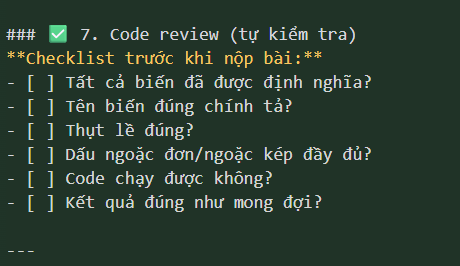 ### ✅ 7. Code review (tự kiểm tra)
**Checklist trước khi nộp bài:**
- [ ] Tất cả biến đã được định nghĩa?
- [ ] Tên biến đúng chính tả?
- [ ] Thụt lề đúng?
- [ ] Dấu ngoặc đơn/ngoặc kép đầy đủ?
- [ ] Code chạy được không?
- [ ] Kết quả đúng như mong đợi?
---